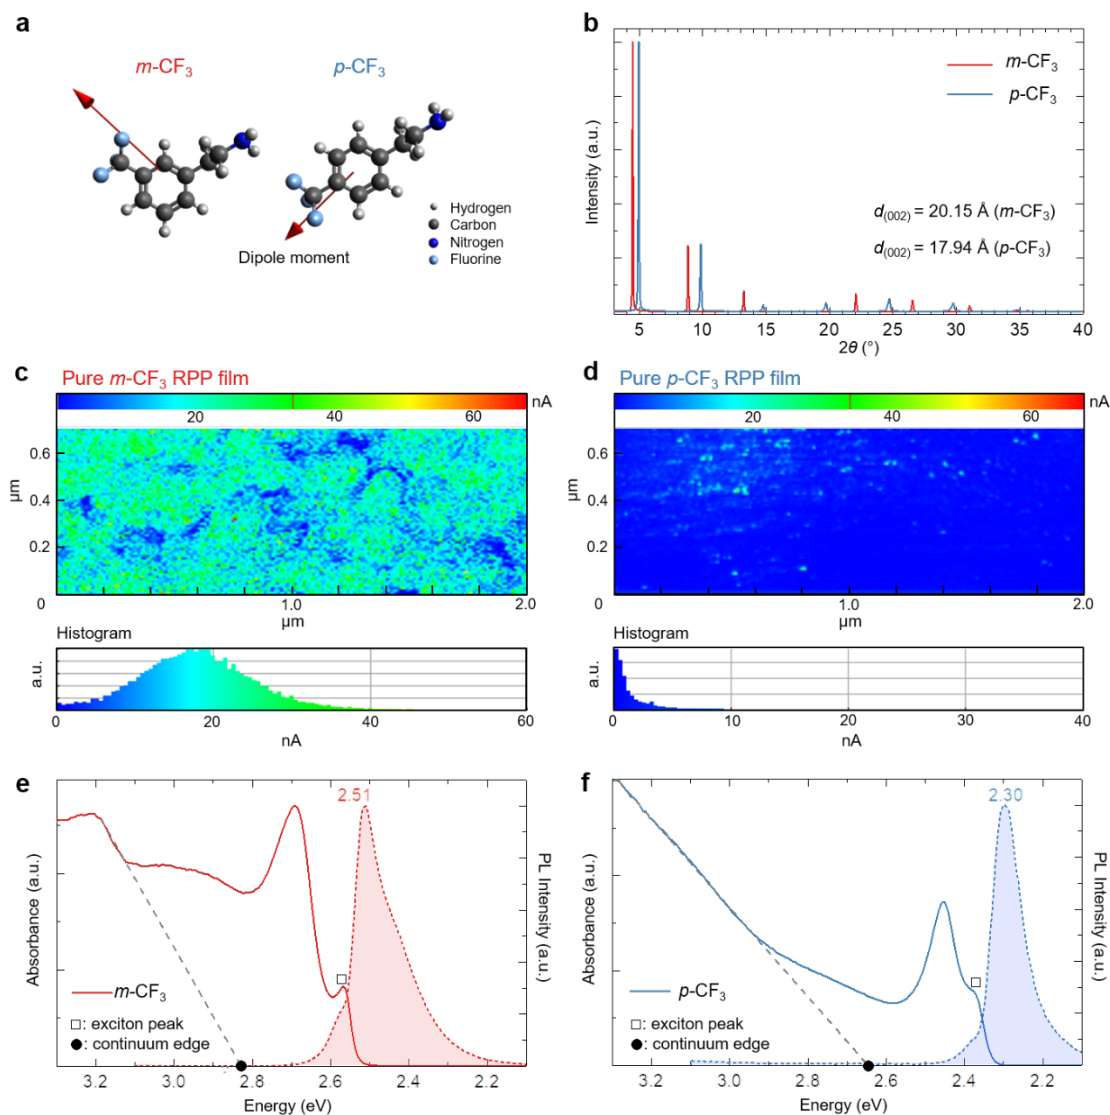 a
m-CF3
p-CF3
Dipole moment
Hydrogen
Carbon
Nitrogen
Fluorine
b
Intensity (a.u.)
m-CF3
p-CF3
d(002) = 20.15 Å (m-CF3)
d(002) = 17.94 Å (p-CF3)
5 10 15 20 25 30 35 40
2θ (°)
c
Pure m-CF3 RPP film
20 40 60 nA
µm
0.6
0.4
0.2
0 1.0 2.0
µm
Histogram
a.u.
0 20 40 60
nA
d
Pure p-CF3 RPP film
20 40 60 nA
µm
0.6
0.4
0.2
0 1.0 2.0
µm
Histogram
a.u.
0 10 20 30 40
nA
e
2.51
Absorbance (a.u.)
PL Intensity (a.u.)
m-CF3
□: exciton peak
●: continuum edge
3.2 3.0 2.8 2.6 2.4 2.2
Energy (eV)
f
2.30
Absorbance (a.u.)
PL Intensity (a.u.)
p-CF3
□: exciton peak
●: continuum edge
3.2 3.0 2.8 2.6 2.4 2.2
Energy (eV)